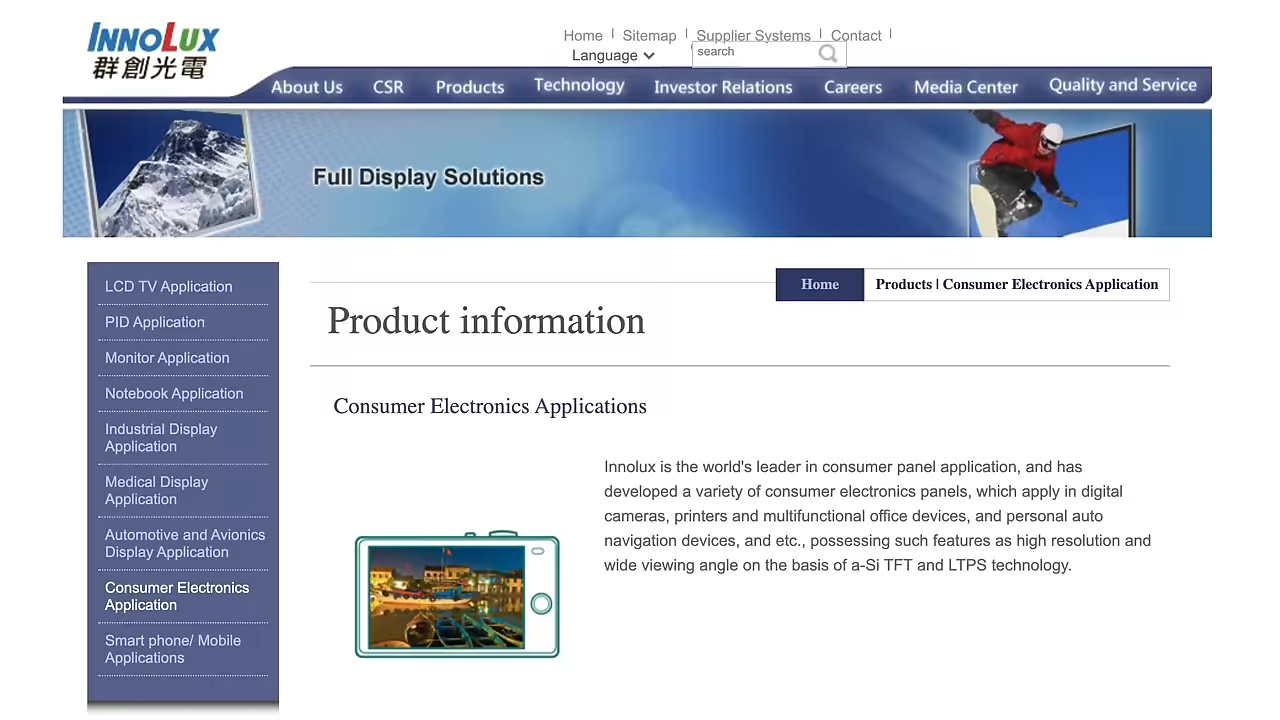 INNOLUX
群創光電
Home | Sitemap | Supplier Systems | Contact |
Language
search
About Us CSR Products Technology Investor Relations Careers Media Center Quality and Service
Full Display Solutions
LCD TV Application
PID Application
Monitor Application
Notebook Application
Industrial Display
Application
Medical Display
Application
Automotive and Avionics
Display Application
Consumer Electronics
Application
Smart phone/ Mobile
Applications
Home
Products | Consumer Electronics Application
Product information
Consumer Electronics Applications
Innolux is the world's leader in consumer panel application, and has
developed a variety of consumer electronics panels, which apply in digital
cameras, printers and multifunctional office devices, and personal auto
navigation devices, and etc., possessing such features as high resolution and
wide viewing angle on the basis of a-Si TFT and LTPS technology.